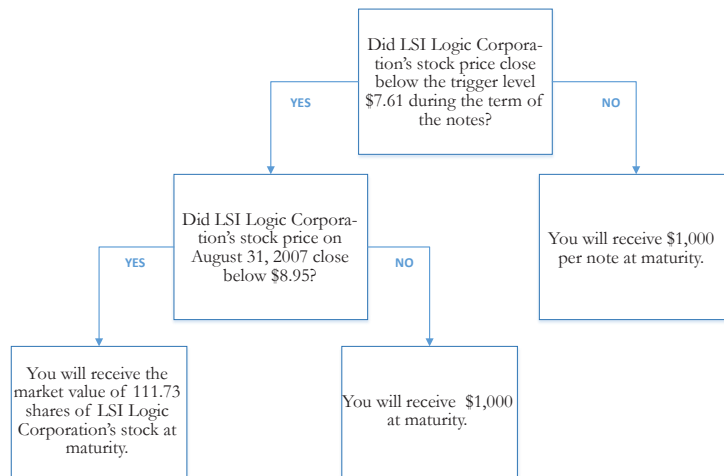 Did LSI Logic Corpora-
tion's stock price close
below the trigger level
$7.61 during the term of
the notes?
YES
NO
Did LSI Logic Corpora-
tion's stock price on
August 31, 2007 close
below $8.95?
You will receive $1,000
per note at maturity.
YES
NO
You will receive the
market value of 111.73
shares of LSI Logic
Corporation's stock at
maturity.
You will receive $1,000
at maturity.